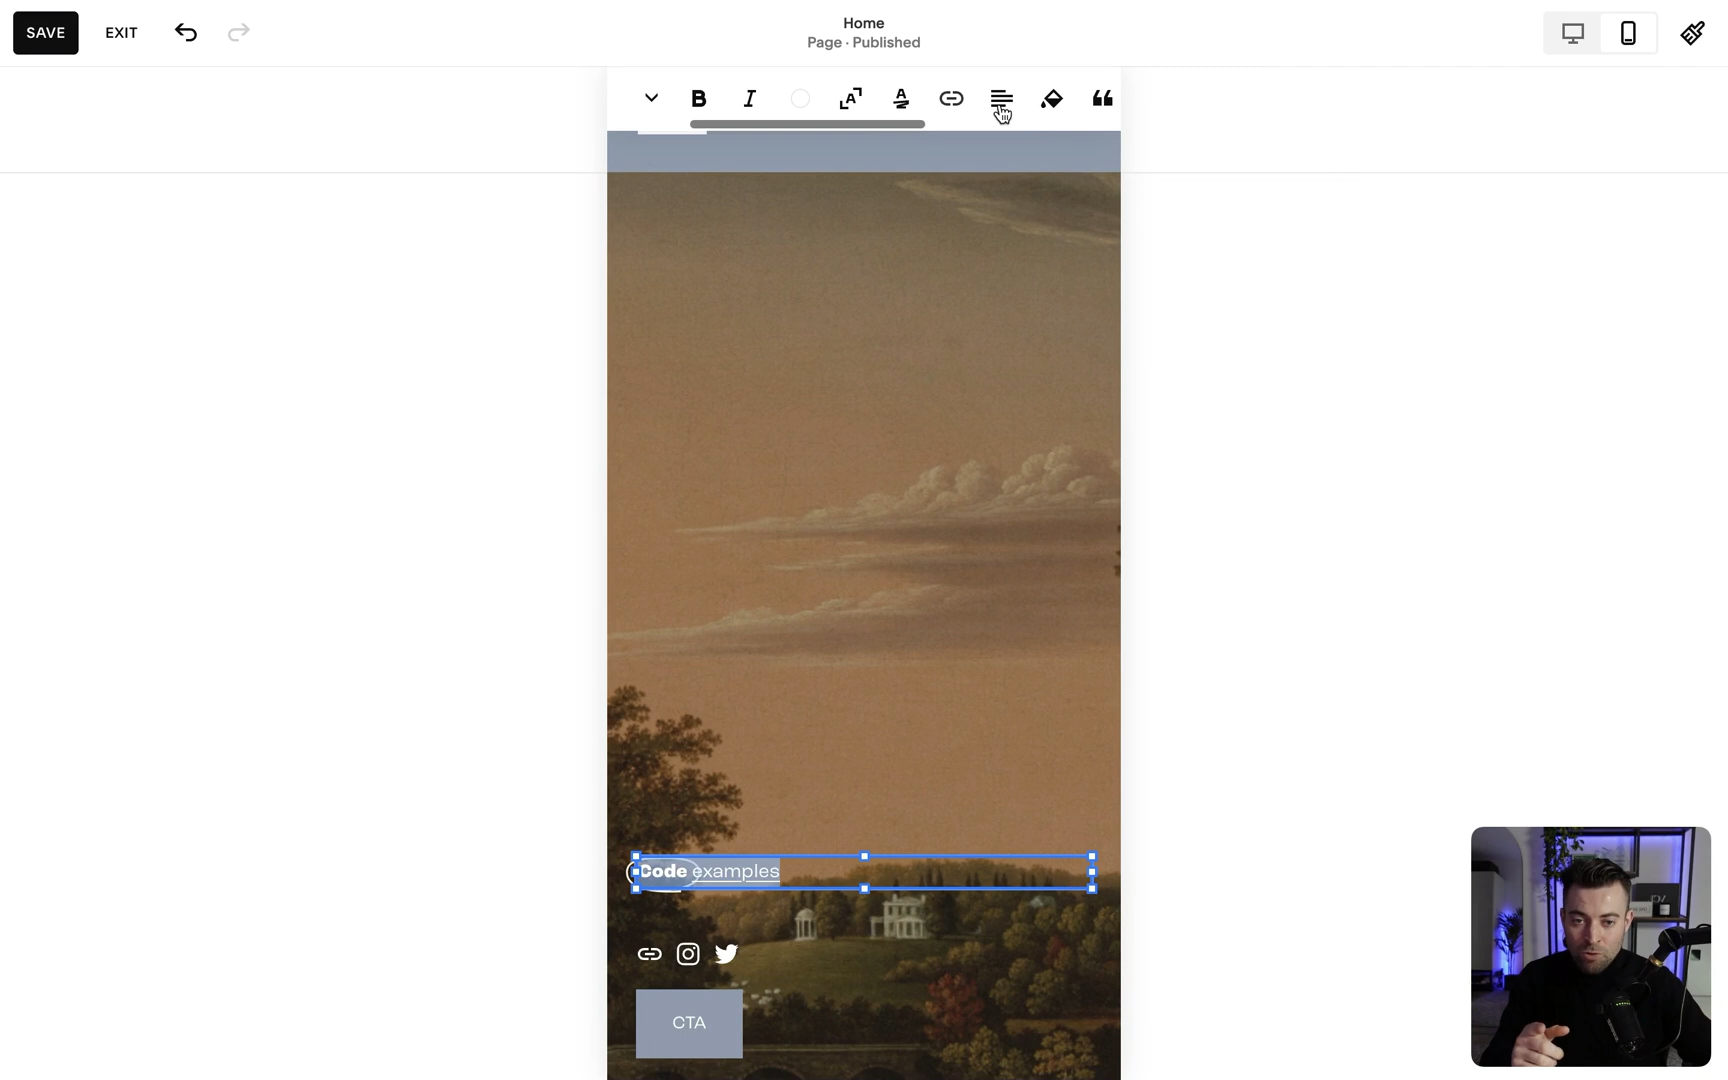 SAVE
EXIT
Home
Page · Published
B I A A
Code examples
CTA